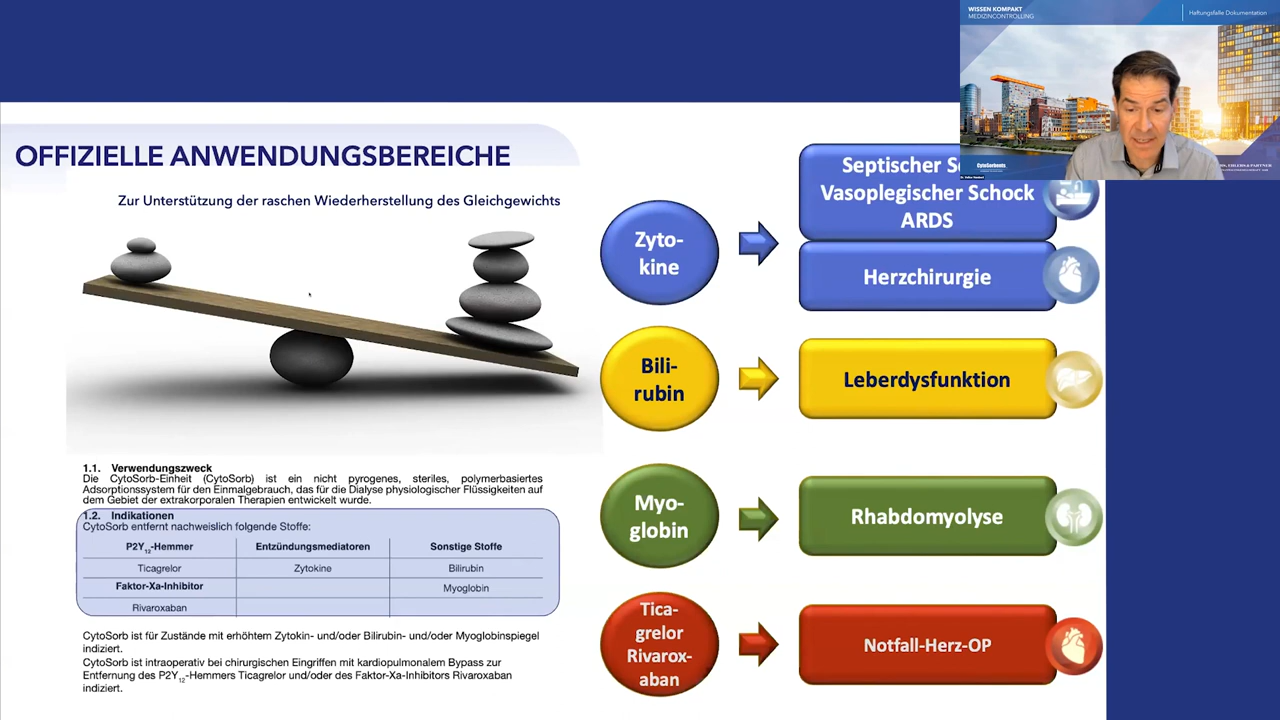 WISSEN KOMPAKT
MEDIZINCONTROLLING
Haftungsfalle Dokumentation
CytoSorbents
OFFIZIELLE ANWENDUNGSBEREICHE
Zur Unterstützung der raschen Wiederherstellung des Gleichgewichts
Zyto-
kine
Septischer
Vasoplegischer Schock
ARDS
Herzchirurgie
Bili-
rubin
Leberdysfunktion
Myo-
globin
Rhabdomyolyse
Tica-
grelor
Rivarox-
aban
Notfall-Herz-OP
1.1. Verwendungszweck
Die CytoSorb-Einheit (CytoSorb) ist ein nicht pyrogenes, steriles, polymerbasiertes
Adsorptionssystem für den Einmalgebrauch, das für die Dialyse physiologischer Flüssigkeiten auf
dem Gebiet der extrakorporalen Therapien entwickelt wurde.
1.2. Indikationen
CytoSorb entfernt nachweislich folgende Stoffe:
P2Y12-Hemmer Entzündungsmediatoren Sonstige Stoffe
Ticagrelor Zytokine Bilirubin
Faktor-Xa-Inhibitor Myoglobin
Rivaroxaban
CytoSorb ist für Zustände mit erhöhtem Zytokin- und/oder Bilirubin- und/oder Myoglobinspiegel
indiziert.
CytoSorb ist intraoperativ bei chirurgischen Eingriffen mit kardiopulmonalem Bypass zur
Entfernung des P2Y12-Hemmers Ticagrelor und/oder des Faktor-Xa-Inhibitors Rivaroxaban
indiziert.